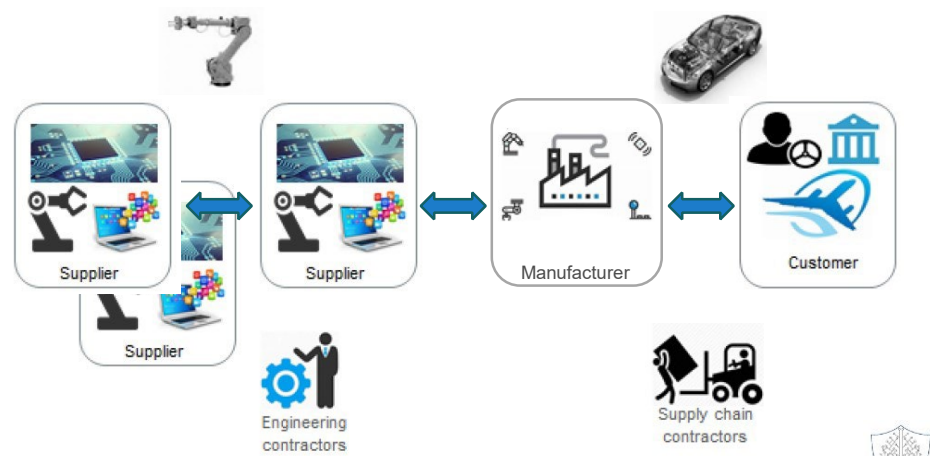 Supplier
Supplier
Manufacturer
Customer
Supplier
Engineering
contractors
Supply chain
contractors